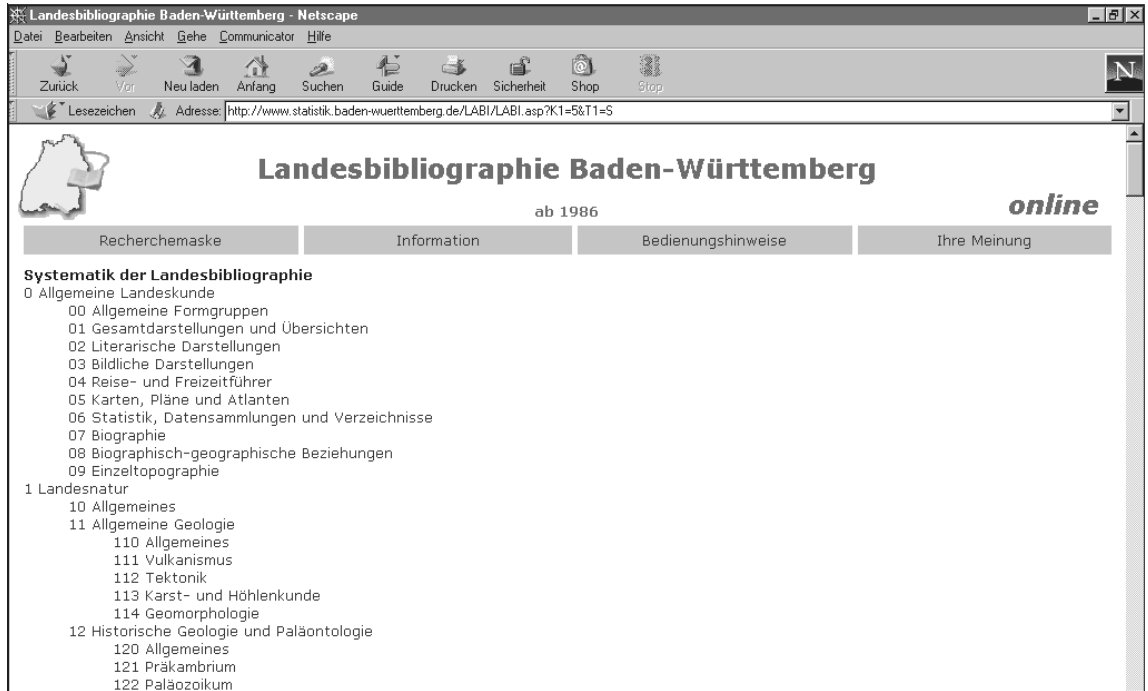 Landesbibliographie Baden-Württemberg - Netscape
Datei Bearbeiten Ansicht Gehe Communicator Hilfe
Zurück Vor Neu laden Anfang Suchen Guide Drucken Sicherheit Shop Stop
N
Lesezeichen Adresse: http://www.statistik.baden-wuerttemberg.de/LABI/LABI.asp?K1=5&T1=S
Landesbibliographie Baden-Württemberg
ab 1986
online
Recherchemaske Information Bedienungshinweise Ihre Meinung
Systematik der Landesbibliographie
0 Allgemeine Landeskunde
00 Allgemeine Formgruppen
01 Gesamtdarstellungen und Übersichten
02 Literarische Darstellungen
03 Bildliche Darstellungen
04 Reise- und Freizeitführer
05 Karten, Pläne und Atlanten
06 Statistik, Datensammlungen und Verzeichnisse
07 Biographie
08 Biographisch-geographische Beziehungen
09 Einzeltopographie
1 Landesnatur
10 Allgemeines
11 Allgemeine Geologie
110 Allgemeines
111 Vulkanismus
112 Tektonik
113 Karst- und Höhlenkunde
114 Geomorphologie
12 Historische Geologie und Paläontologie
120 Allgemeines
121 Präkambrium
122 Paläozoikum